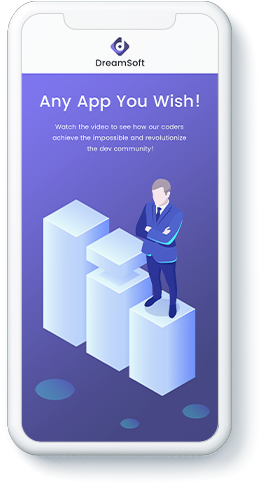 DreamSoft
Any App You Wish!
Watch the video to see how our coders
achieve the impossible and revolutionize
the dev community!